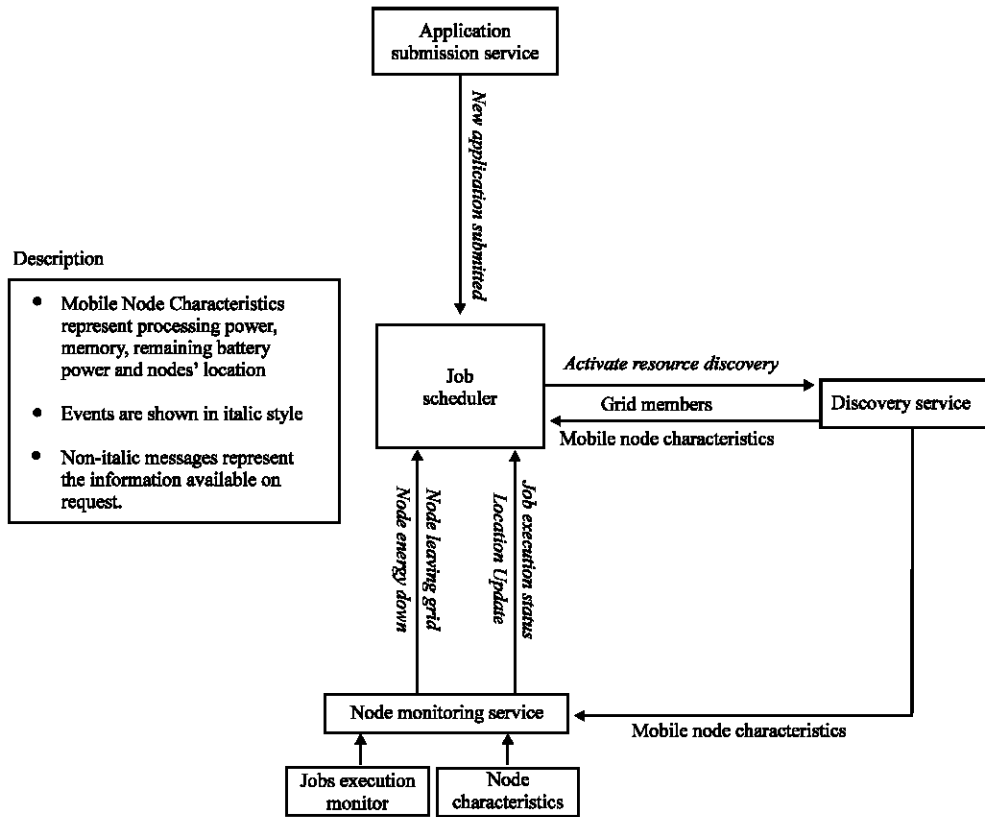 Application
submission service
New application submitted
Description
• Mobile Node Characteristics
represent processing power,
memory, remaining battery
power and nodes' location
• Events are shown in italic style
• Non-italic messages represent
the information available on
request.
Job
scheduler
Activate resource discovery
Grid members
Mobile node characteristics
Discovery service
Node leaving grid
Node energy down
Job execution status
Location Update
Node monitoring service
Mobile node characteristics
Jobs execution
monitor
Node
characteristics